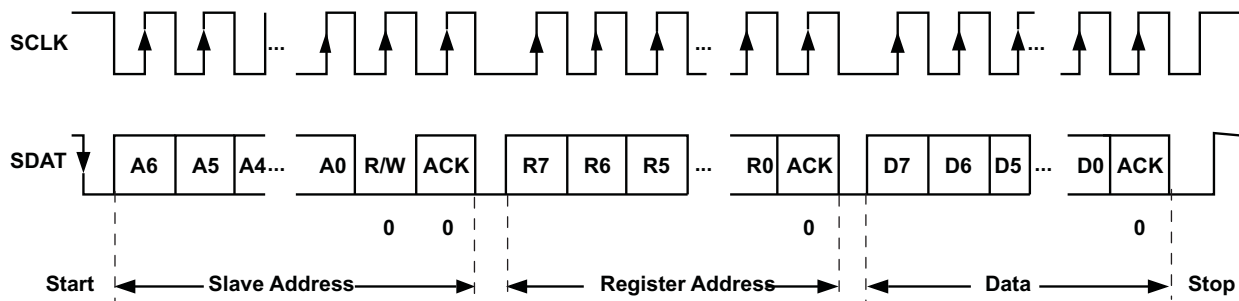 SCLK
... ... ...
SDAT A6 A5 A4... A0 R/W ACK R7 R6 R5 ... R0 ACK D7 D6 D5 ... D0 ACK
0 0 0 0
Start Slave Address Register Address Data Stop